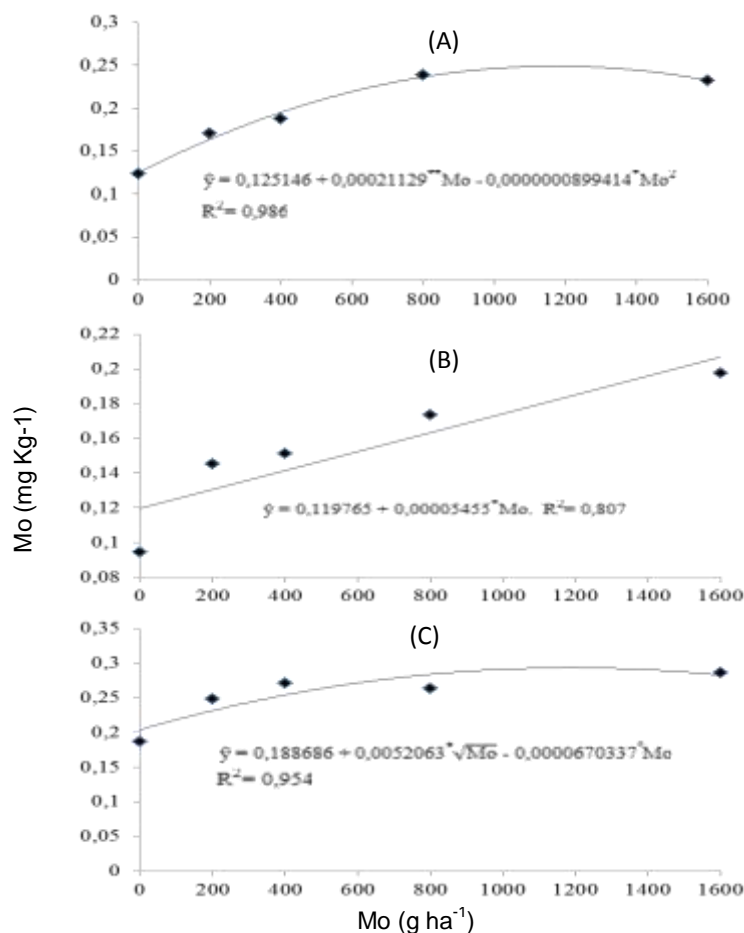 (A)
0,3
0,25
0,2
0,15
0,1
0,05
0
ŷ = 0,125146 + 0,00021129**Mo - 0,0000000899414*Mo²
R² = 0,986
0 200 400 600 800 1000 1200 1400 1600
(B)
0,22
0,2
0,18
0,16
0,14
0,12
0,1
0,08
ŷ = 0,119765 + 0,00005455*Mo. R² = 0,807
0 200 400 600 800 1000 1200 1400 1600
Mo (mg Kg-1)
(C)
0,35
0,3
0,25
0,2
0,15
0,1
0,05
0
ŷ = 0,188686 + 0,0052063*√Mo - 0,0000670337°Mo
R² = 0,954
0 200 400 600 800 1000 1200 1400 1600
Mo (g ha⁻¹)